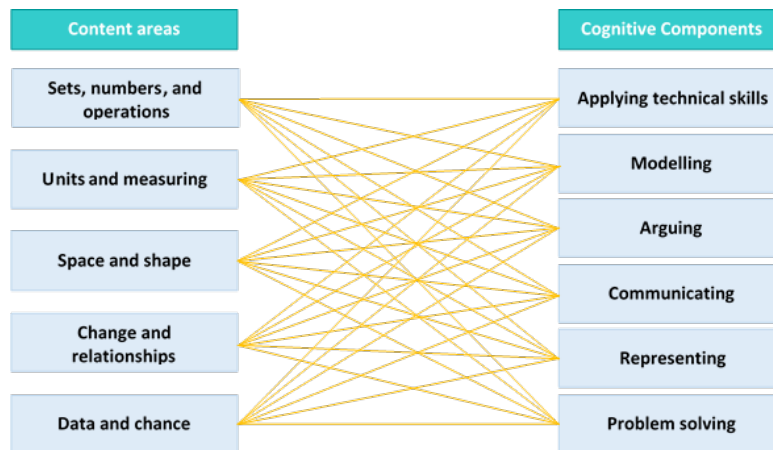 Content areas
Sets, numbers, and
operations
Units and measuring
Space and shape
Change and
relationships
Data and chance
Cognitive Components
Applying technical skills
Modelling
Arguing
Communicating
Representing
Problem solving